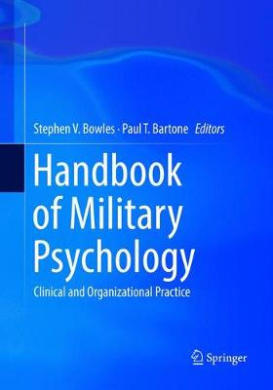 Stephen V. Bowles · Paul T. Bartone Editors
Handbook
of Military
Psychology
Clinical and Organizational Practice
Springer